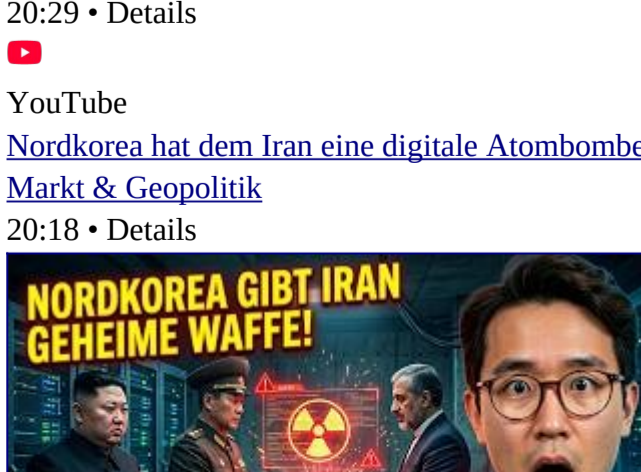 20:29 • Details
YouTube
Nordkorea hat dem Iran eine digitale Atombombe
Markt & Geopolitik
20:18 • Details
NORDKOREA GIBT IRAN
GEHEIME WAFFE!